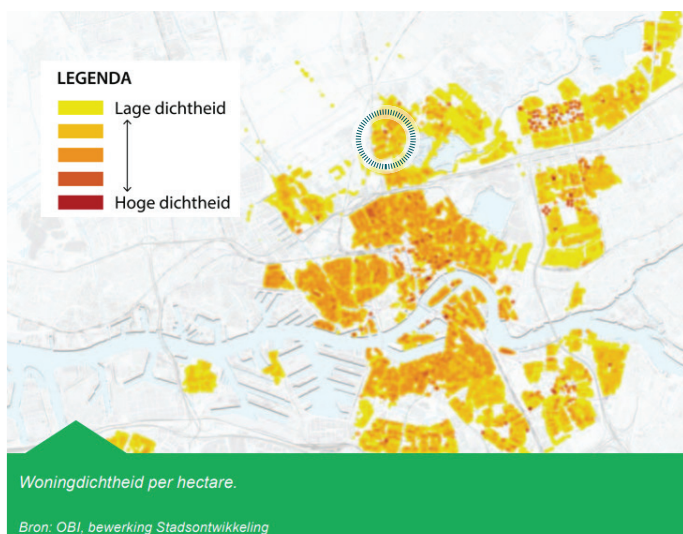 LEGENDA
Lage dichtheid
Hoge dichtheid
Woningdichtheid per hectare.
Bron: OBI, bewerking Stadsontwikkeling